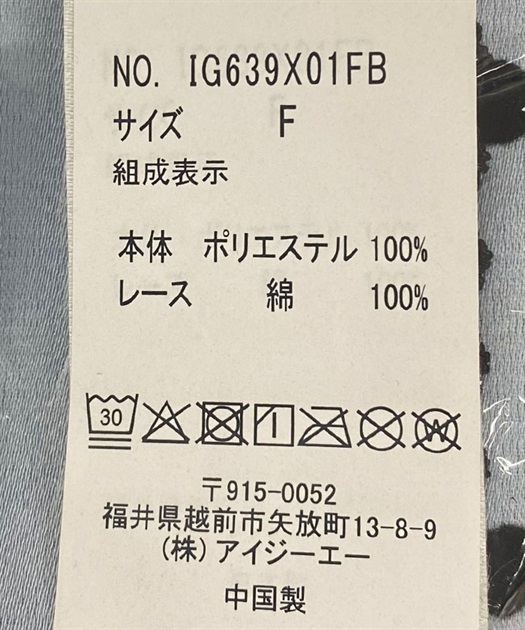 NO. IG639X01FB
サイズ F
組成表示
本体 ポリエステル 100%
レース 綿 100%
30
W
〒915-0052
福井県越前市矢放町13-8-9
(株)アイジーエー
中国製